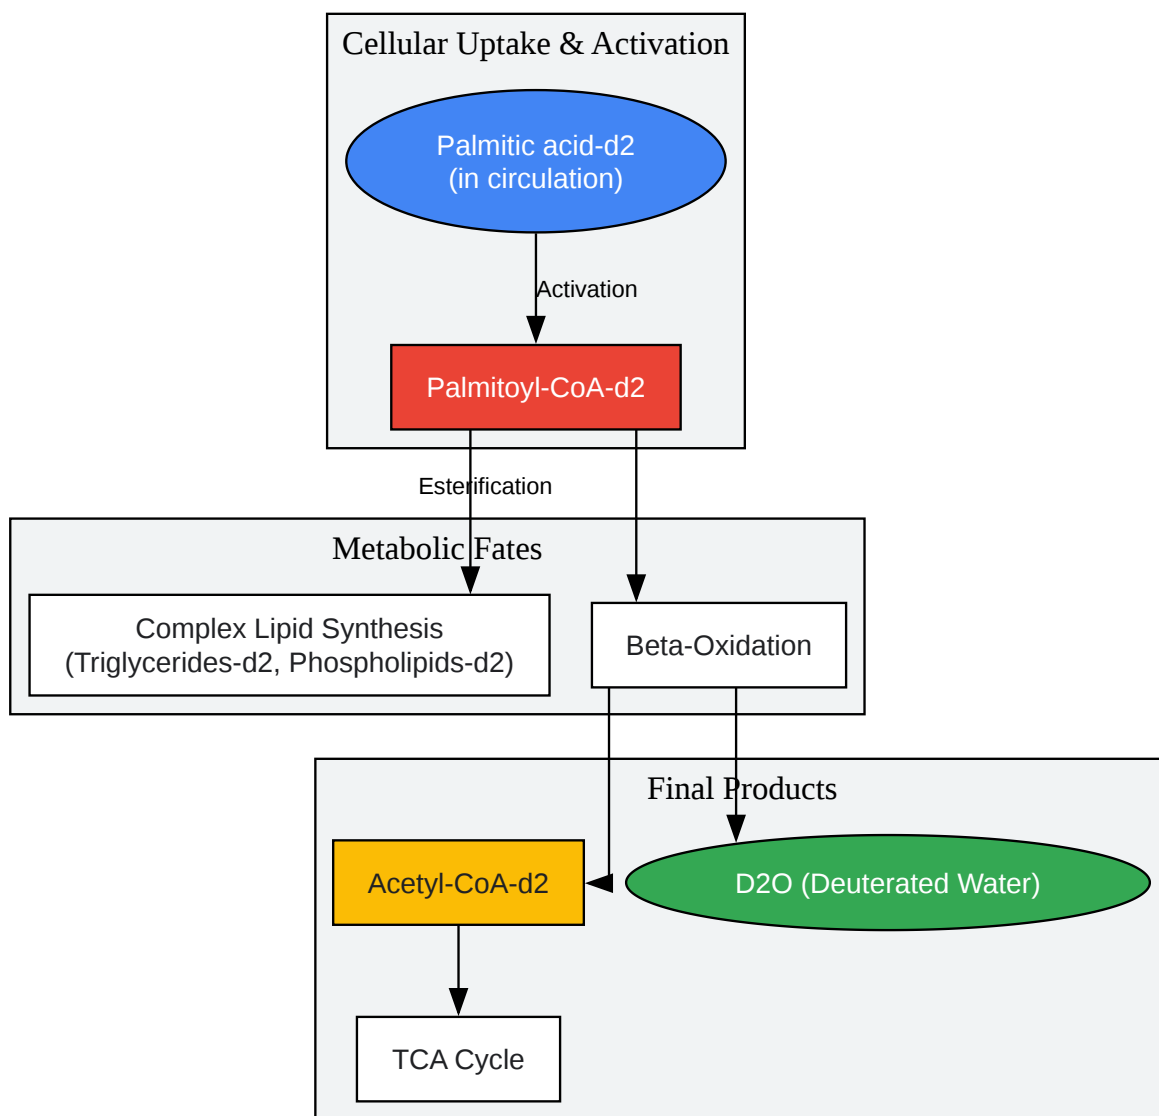 Cellular Uptake & Activation
Palmitic acid-d2
(in circulation)
Activation
Palmitoyl-CoA-d2
Esterification
Metabolic Fates
Complex Lipid Synthesis
(Triglycerides-d2, Phospholipids-d2)
Beta-Oxidation
Final Products
Acetyl-CoA-d2
D2O (Deuterated Water)
TCA Cycle